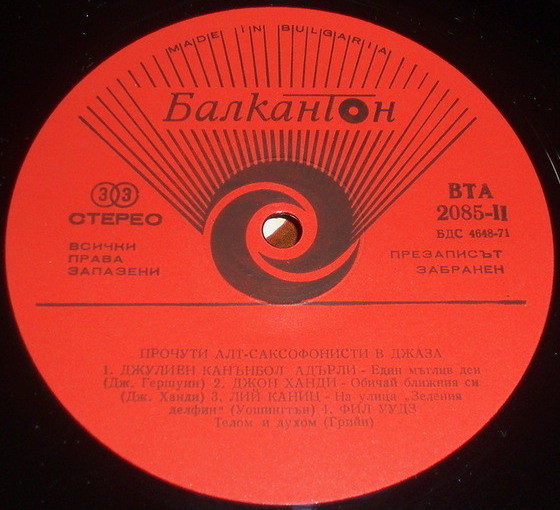 MADE IN BULGARIA
Балкантон
33
СТЕРЕО
ВСИЧКИ
ПРАВА
ЗАПАЗЕНИ
ВТА
2085-II
БДС 4648-71
ПРЕЗАПИСЪТ
ЗАБРАНЕН
ПРОЧУТИ АЛТ-САКСОФОНИСТИ В ДЖАЗА
1. ДЖУЛИЕН КАНЪНБОЛ АДЪРЛИ – Един мъглив ден
(Дж. Гершуин) 2. ДЖОН ХАНДИ – Обичай ближния си
(Дж. Ханди) 3. ЛИЙ КАНИЦ – На улица „Зеления
делфин“ (Уошингтън) 4. ФИЛ УУДЗ
Телом и духом (Грийн)